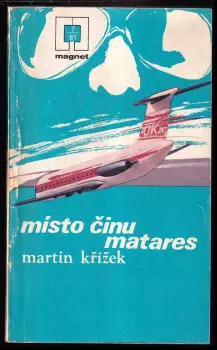 7
81
magnet
OK
místo činu
matares
martin křížek